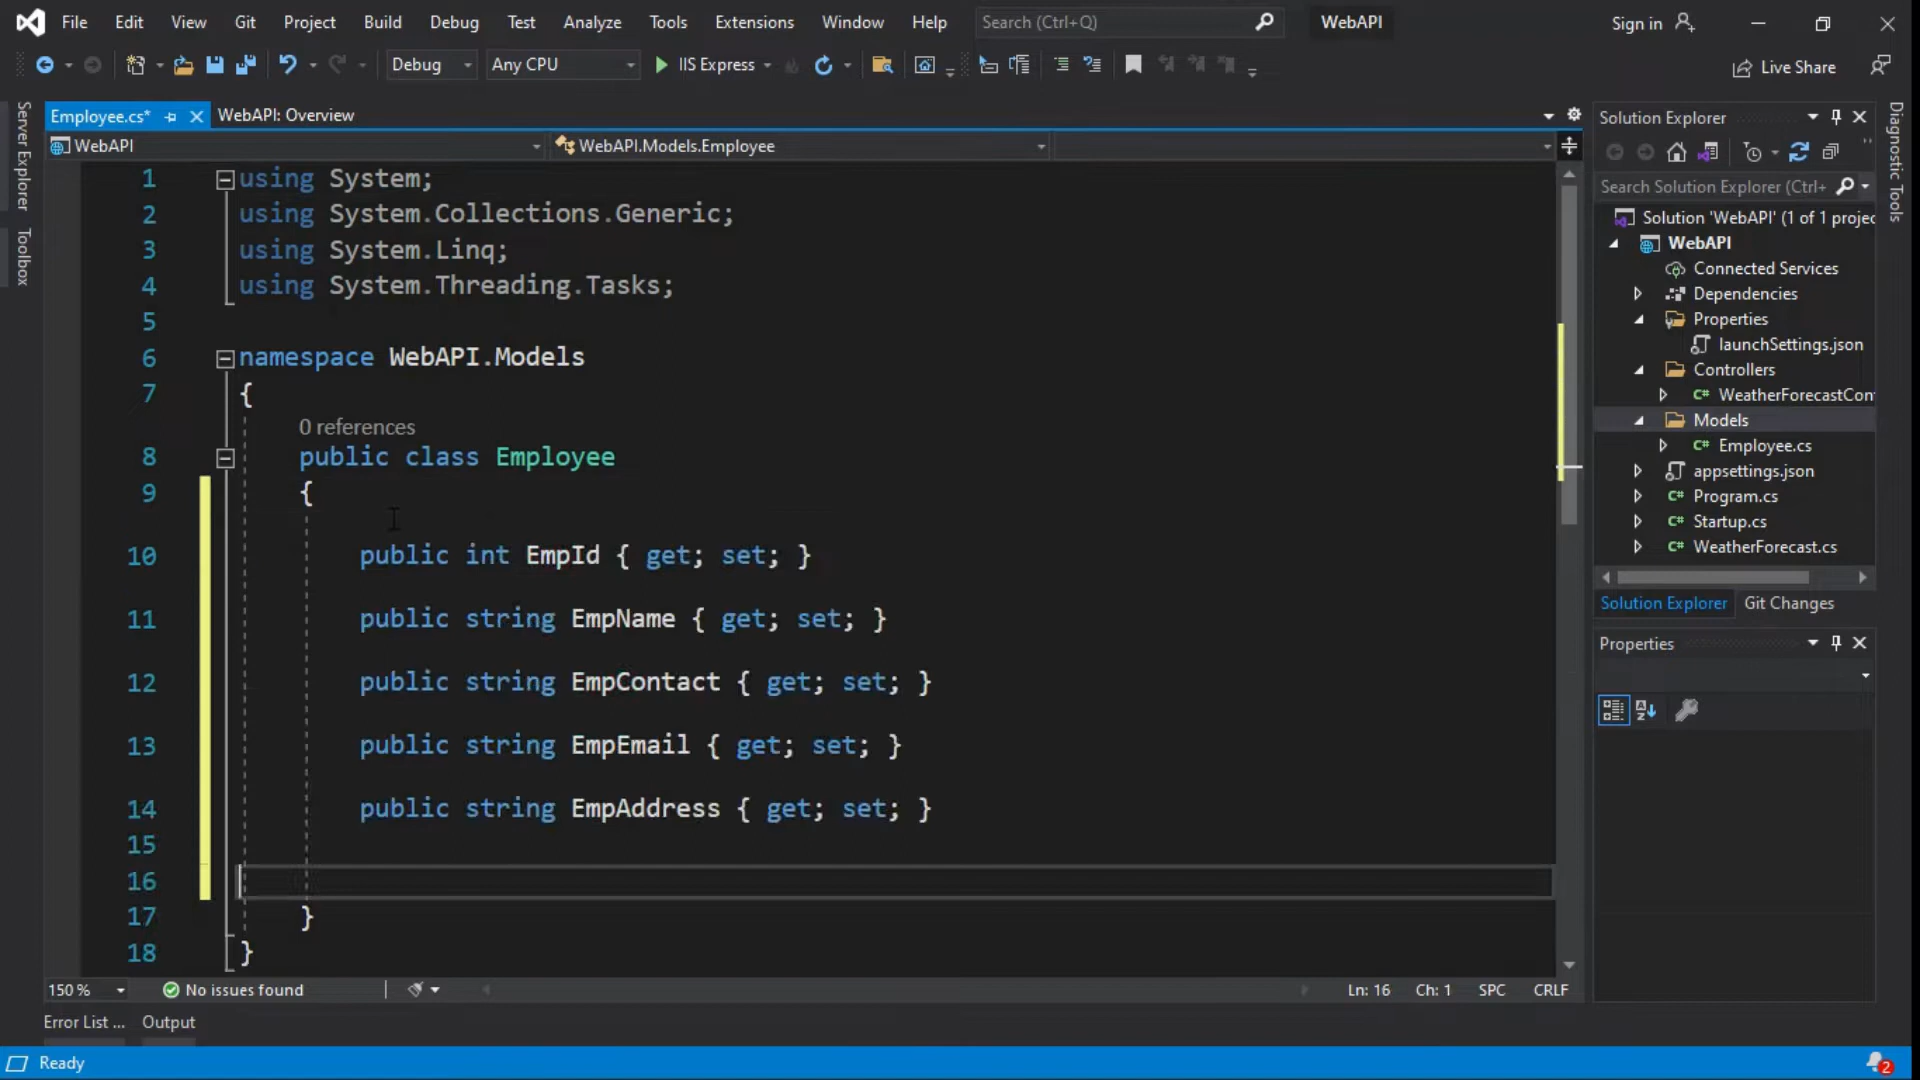 File Edit View Git Project Build Debug Test Analyze Tools Extensions Window Help Search (Ctrl+Q) WebAPI Sign in
Debug Any CPU IIS Express Live Share
Server Explorer
Toolbox
Employee.cs* WebAPI: Overview
WebAPI WebAPI.Models.Employee
1 using System;
2 using System.Collections.Generic;
3 using System.Linq;
4 using System.Threading.Tasks;
5
6 namespace WebAPI.Models
7 {
0 references
8 public class Employee
9 {
10 public int EmpId { get; set; }
11 public string EmpName { get; set; }
12 public string EmpContact { get; set; }
13 public string EmpEmail { get; set; }
14 public string EmpAddress { get; set; }
15
16
17 }
18 }
150 % No issues found Ln: 16 Ch: 1 SPC CRLF
Error List ... Output
Ready
Solution Explorer
Search Solution Explorer (Ctrl+
Solution 'WebAPI' (1 of 1 projec
WebAPI
Connected Services
Dependencies
Properties
launchSettings.json
Controllers
C# WeatherForecastCon
Models
C# Employee.cs
appsettings.json
C# Program.cs
C# Startup.cs
C# WeatherForecast.cs
Solution Explorer Git Changes
Properties
Diagnostic Tools
2